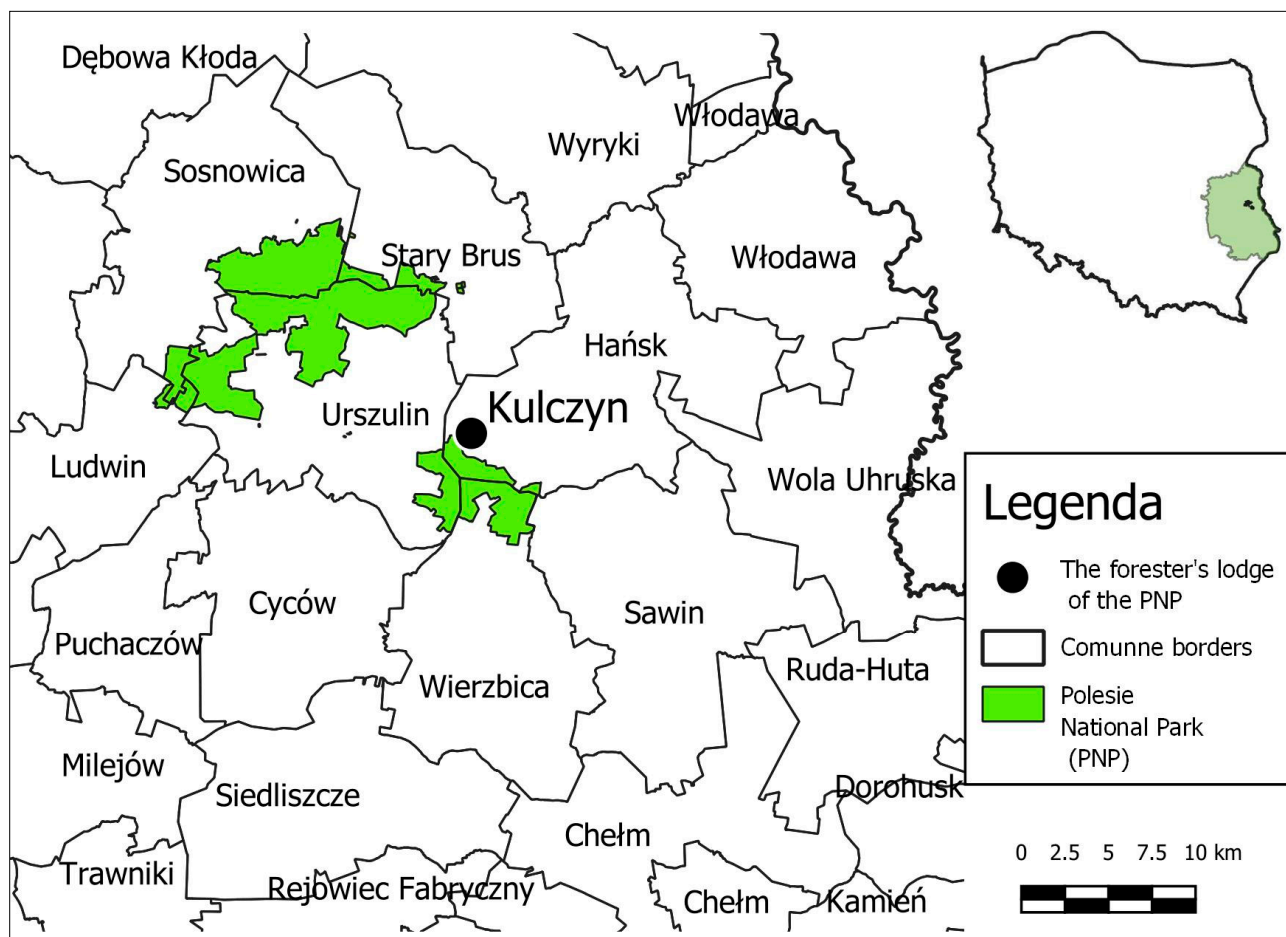 Dębowa Kłoda
Włodawa
Wyryki
Sosnowica
Stary Brus
Włodawa
Hańsk
Urszulin
Kulczyn
Ludwin
Wola Uhruska
Cyców
Sawin
Puchaczów
Ruda-Huta
Wierzbica
Milejów
Siedliszcze
Dorohusk
Chełm
Trawniki
Rejowiec Fabryczny
Chełm
Kamień
Legenda
The forester's lodge
of the PNP
Comunne borders
Polesie
National Park
(PNP)
0 2.5 5 7.5 10 km